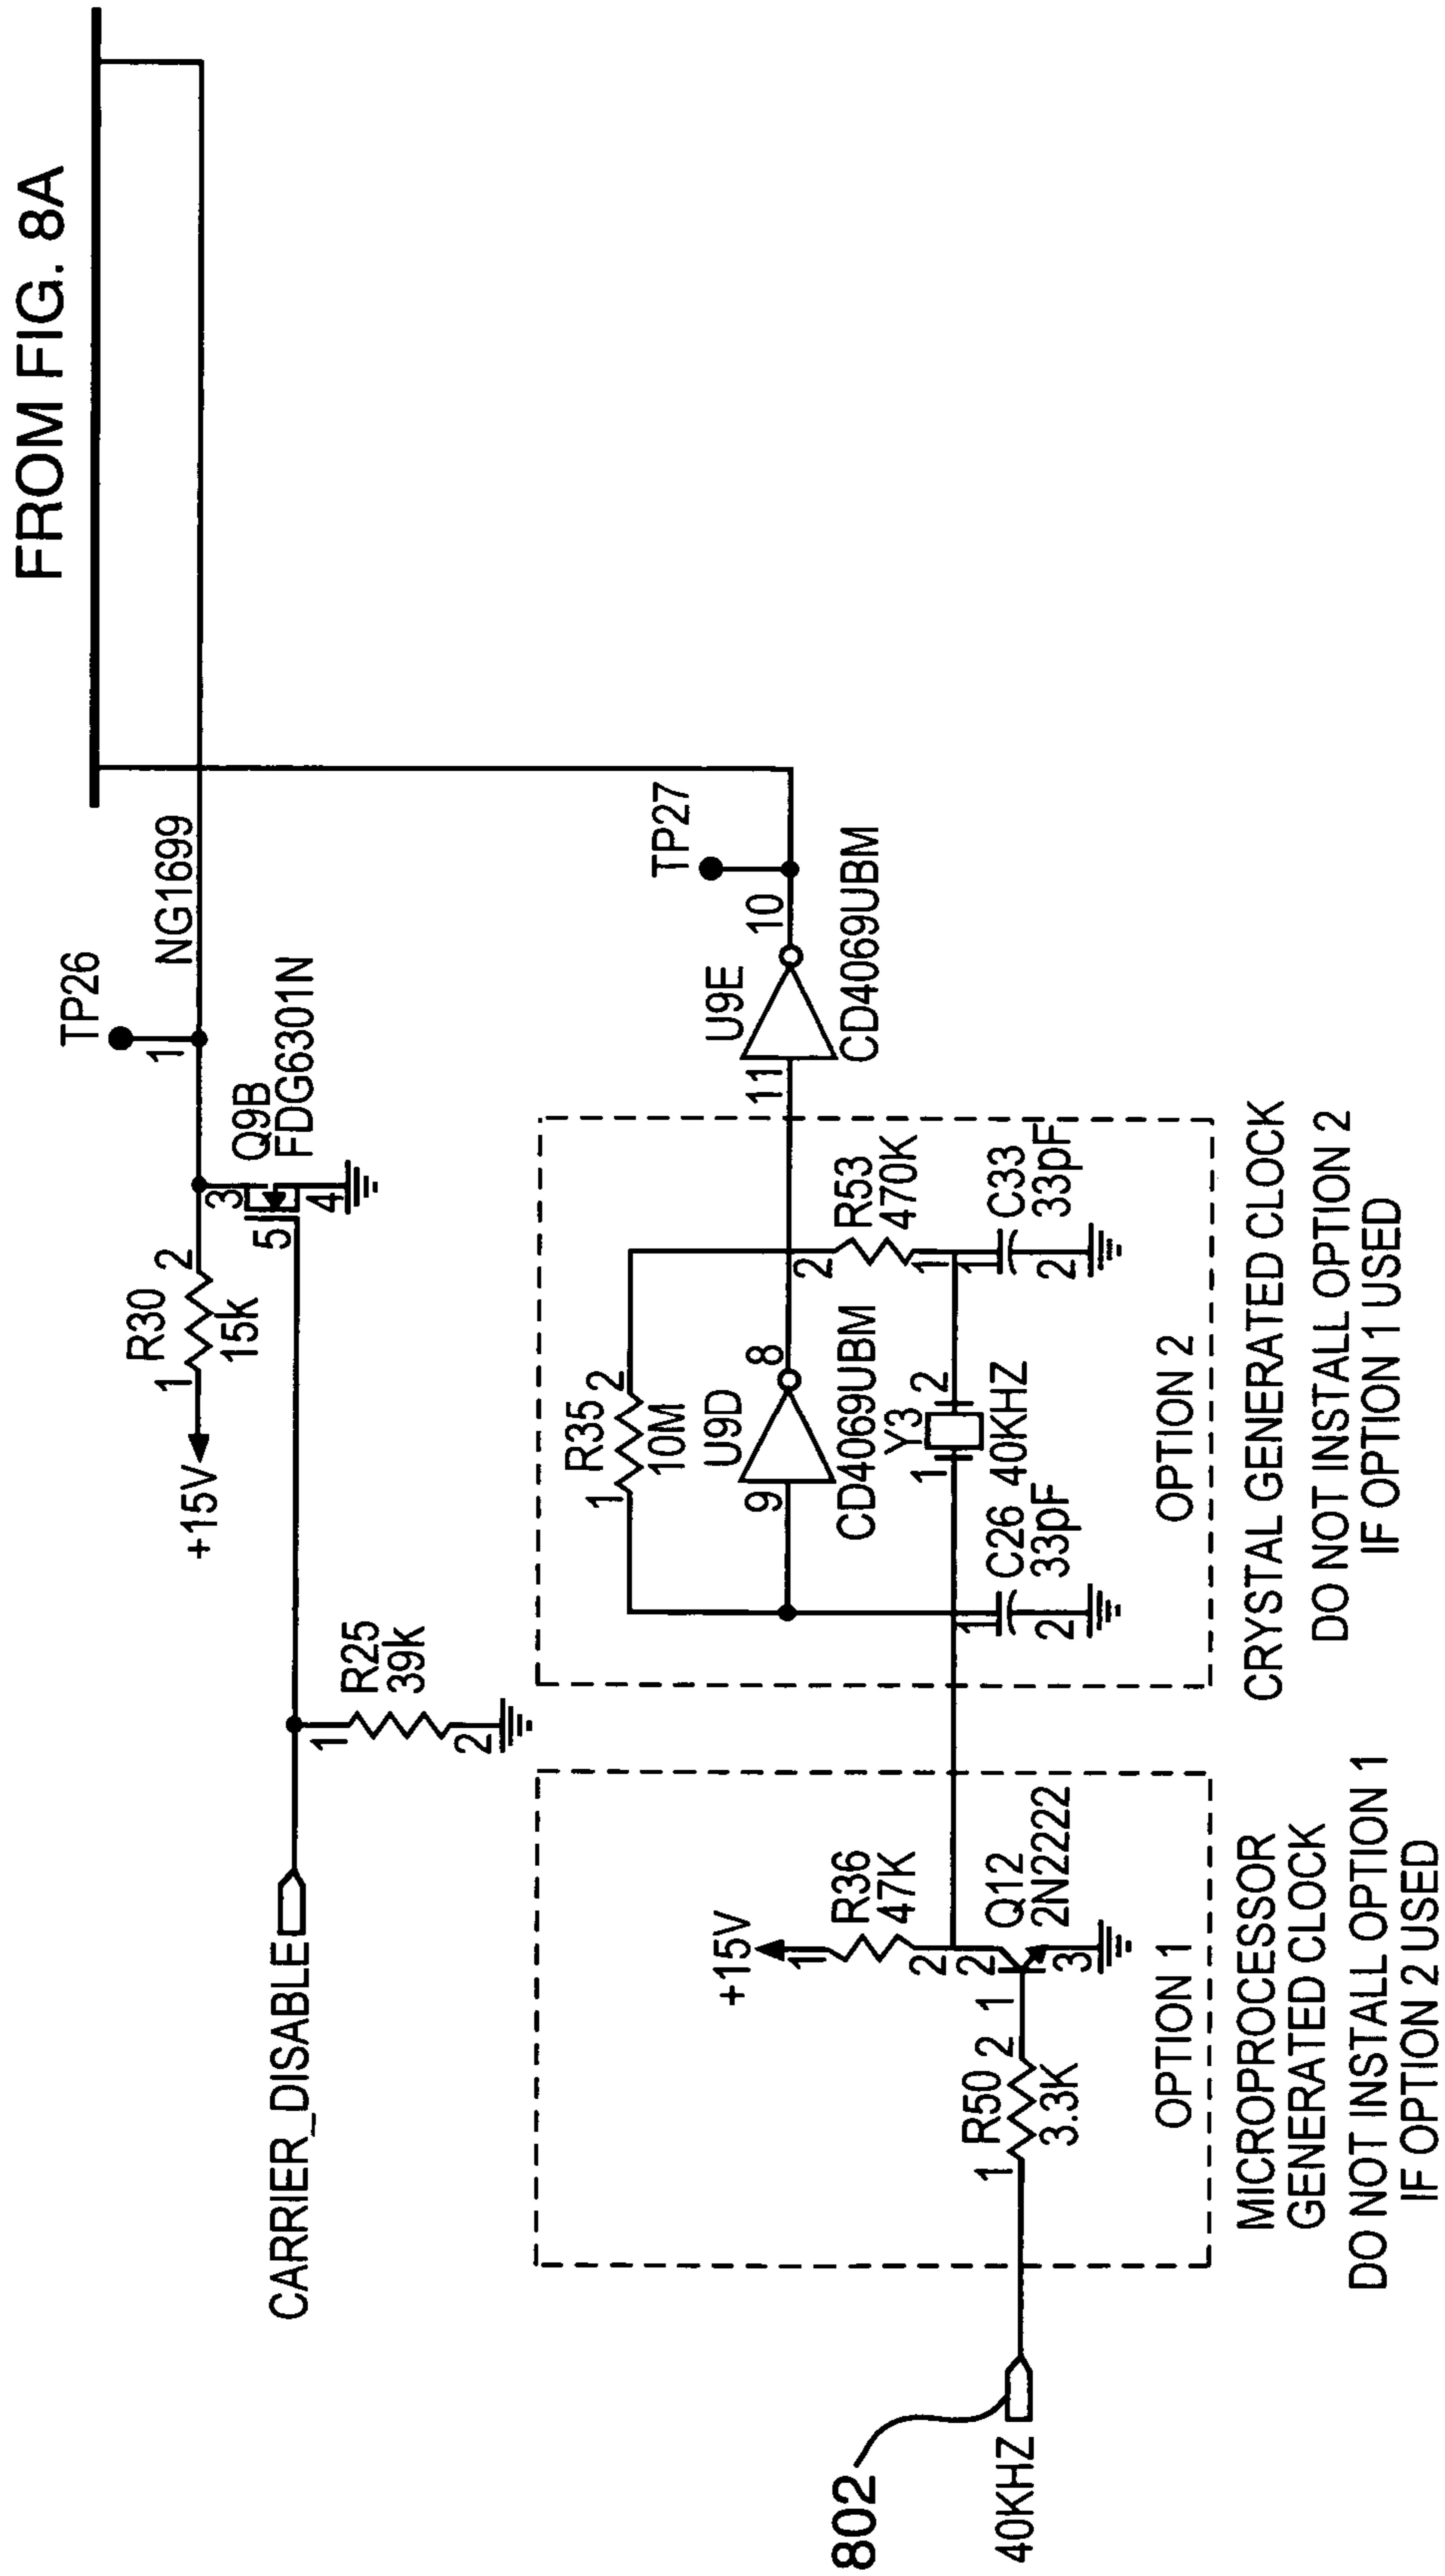 FROM FIG. 8A
TP26
1
NG1699
R30
1
2
15k
+15V
Q9B
FDG6301N
3
5
4
CARRIER_DISABLE
R25
39k
1
2
TP27
U9E
11
10
CD4069UBM
R35
1
2
10M
U9D
9
8
CD4069UBM
R53
470K
2
1
Y3
1
2
40KHZ
C26
33pF
1
2
C33
33pF
1
2
OPTION 2
CRYSTAL GENERATED CLOCK
DO NOT INSTALL OPTION 2
IF OPTION 1 USED
+15V
R36
47K
1
2
Q12
2N2222
2
1
3
R50
1
2
3.3K
OPTION 1
MICROPROCESSOR
GENERATED CLOCK
DO NOT INSTALL OPTION 1
IF OPTION 2 USED
802
40KHZ